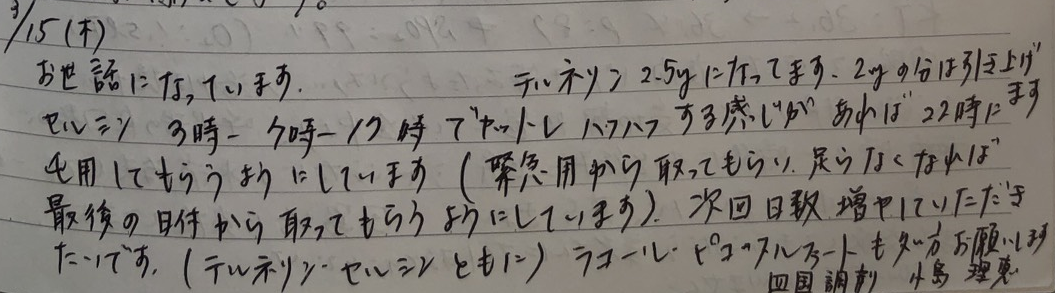 3/15(木)
お世話になっています。 テルネリン 2.5gになってます。2gの分は引き上げます
セルシン 3時-7時-17時でセットし ハフハフする感じがあれば22時に
も用してもらうようにしています(緊急用から取ってもらい、足らなくなれば
最後の日付から取ってもらうようにしています)。次回日数増やしていただき
たいです。(テルネリン・セルシンともに)ラコール・ピコスルファートも処方お願いします
四国調剤 小島